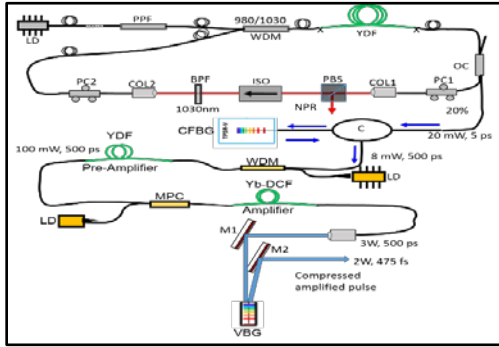 LD
PPF
980/1030
WDM
YDF
OC
PC2
COL2
BPF
1030nm
ISO
PBS
NPR
COL1
PC1
20%
CFBG
C
20 mW, 5 ps
8 mW, 500 ps
YDF
100 mW, 500 ps
Pre-Amplifier
WDM
LD
Yb-DCF
MPC
Amplifier
LD
M1
M2
3W, 500 ps
2W, 475 fs
Compressed
amplified pulse
VBG